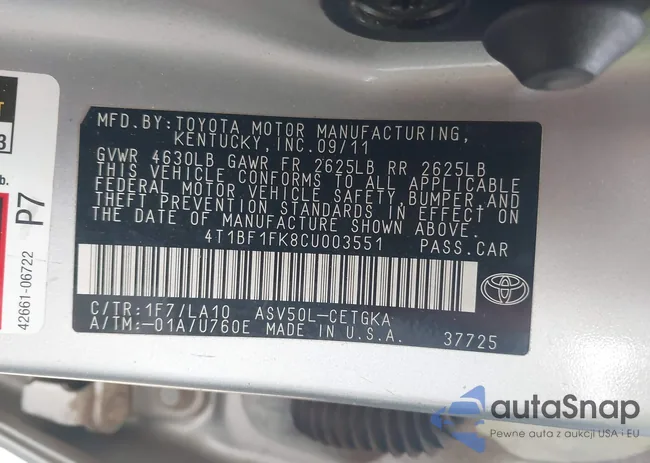 MFD.BY:TOYOTA MOTOR MANUFACTURING,
KENTUCKY,INC.09/11
GVWR 4630LB GAWR FR 2625LB RR 2625LB
THIS VEHICLE CONFORMS TO ALL APPLICABLE
FEDERAL MOTOR VEHICLE SAFETY,BUMPER,AND
THEFT PREVENTION STANDARDS IN EFFECT ON
THE DATE OF MANUFACTURE SHOWN ABOVE.
4T1BF1FK8CU003551 PASS.CAR
C/TR:1F7/LA10 ASV50L-CETGKA
A/TM:-01A/U760E MADE IN U.S.A. 37725
3
b.
P7
42661-06722
autaSnap
Pewne auta z aukcji USA i EU